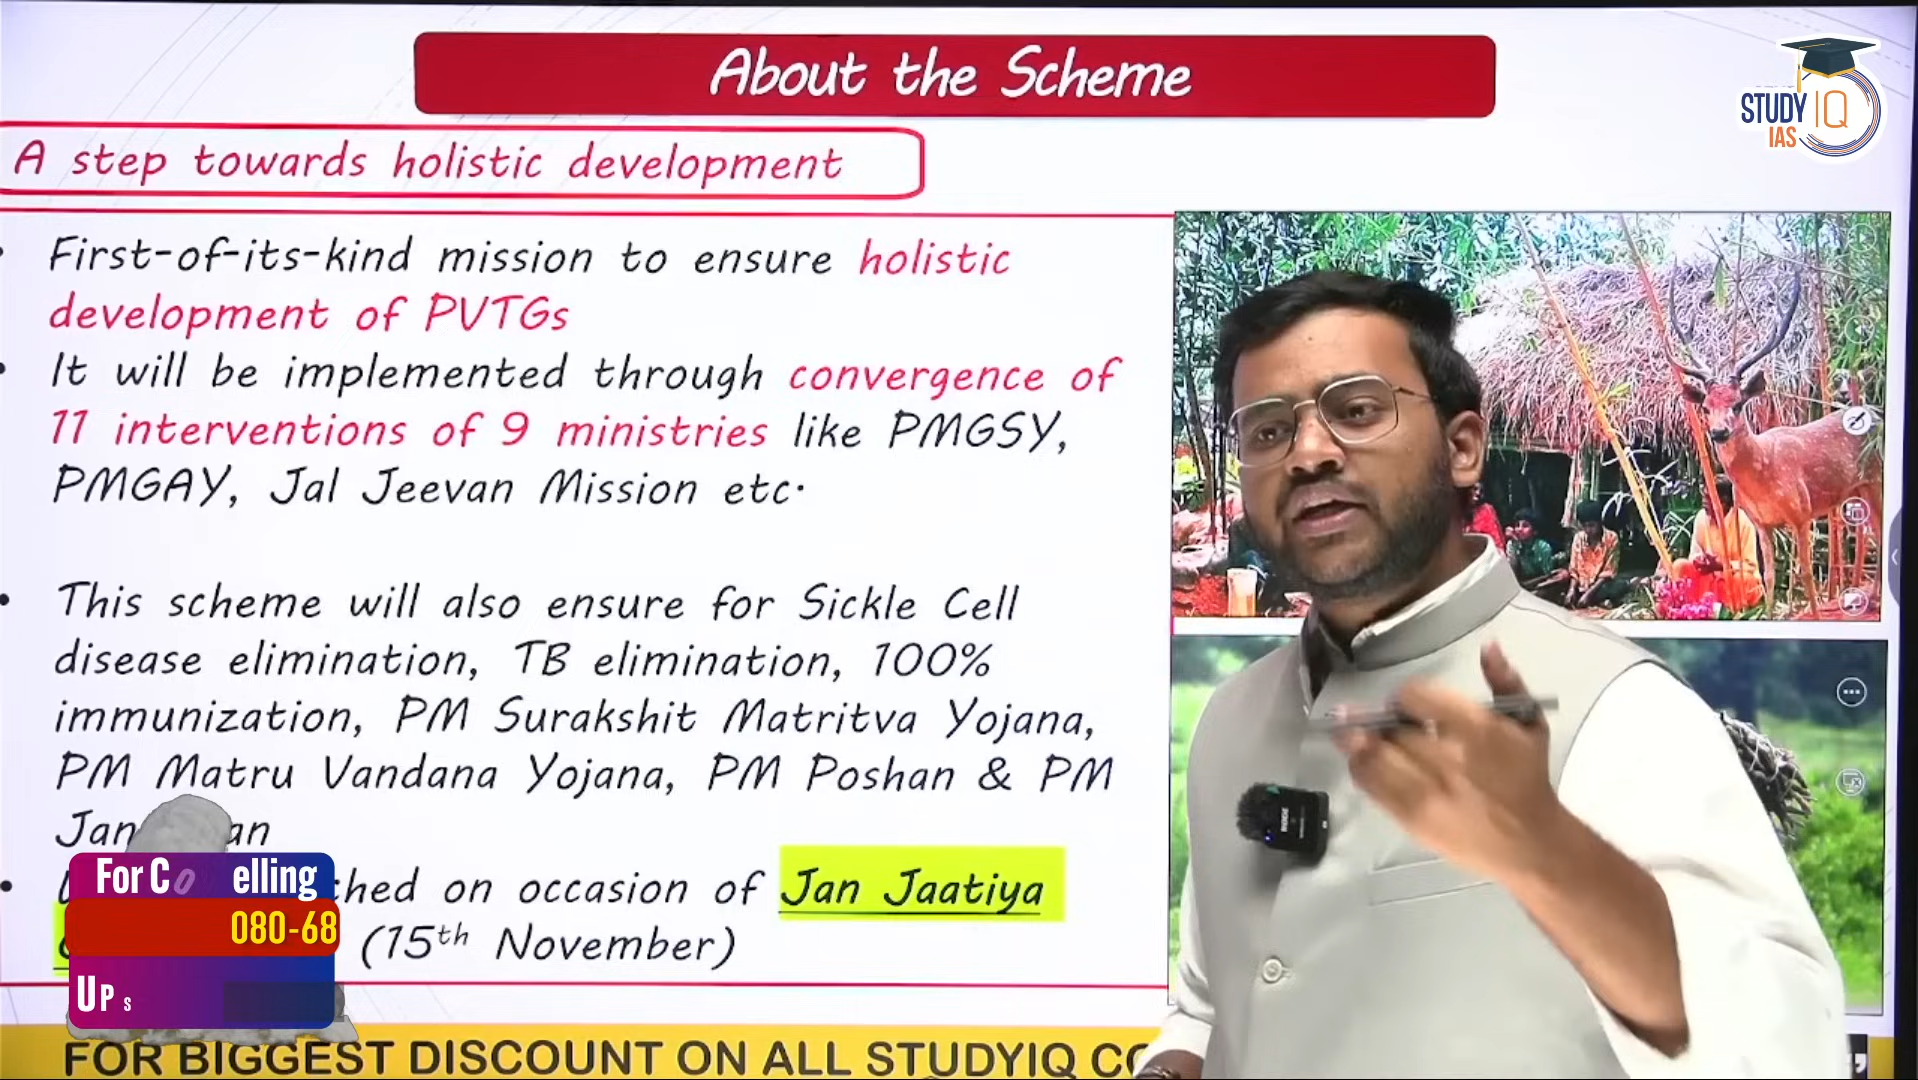 About the Scheme
STUDY IQ
IAS
A step towards holistic development
First-of-its-kind mission to ensure holistic
development of PVTGs
It will be implemented through convergence of
11 interventions of 9 ministries like PMGSY,
PMGAY, Jal Jeevan Mission etc.
This scheme will also ensure for Sickle Cell
disease elimination, TB elimination, 100%
immunization, PM Surakshit Matritva Yojana,
PM Matru Vandana Yojana, PM Poshan & PM
on occasion of Jan Jaatiya
(15th November)
For
080-68
FOR BIGGEST DISCOUNT ON ALL STUDYIQ